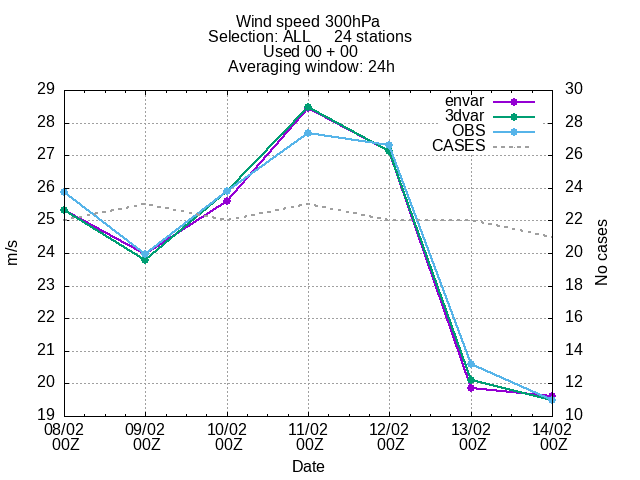 Wind speed 300hPa
Selection: ALL 24 stations
Used 00 + 00
Averaging window: 24h
envar
3dvar
OBS
CASES
m/s
29
28
27
26
25
24
23
22
21
20
19
30
28
26
24
22
20
18
16
14
12
10
No cases
08/02 09/02 10/02 11/02 12/02 13/02 14/02
00Z 00Z 00Z 00Z 00Z 00Z 00Z
Date